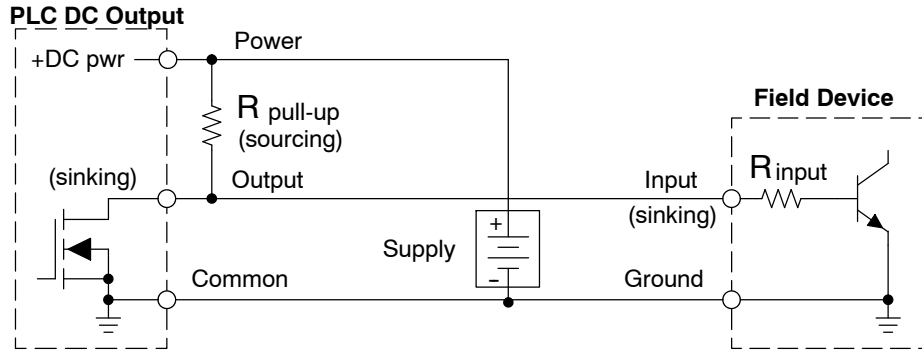 PLC DC Output
+DC pwr
Power
R pull-up
(sourcing)
Field Device
(sinking)
Output
Input
(sinking)
R input
Supply
+
–
Common
Ground